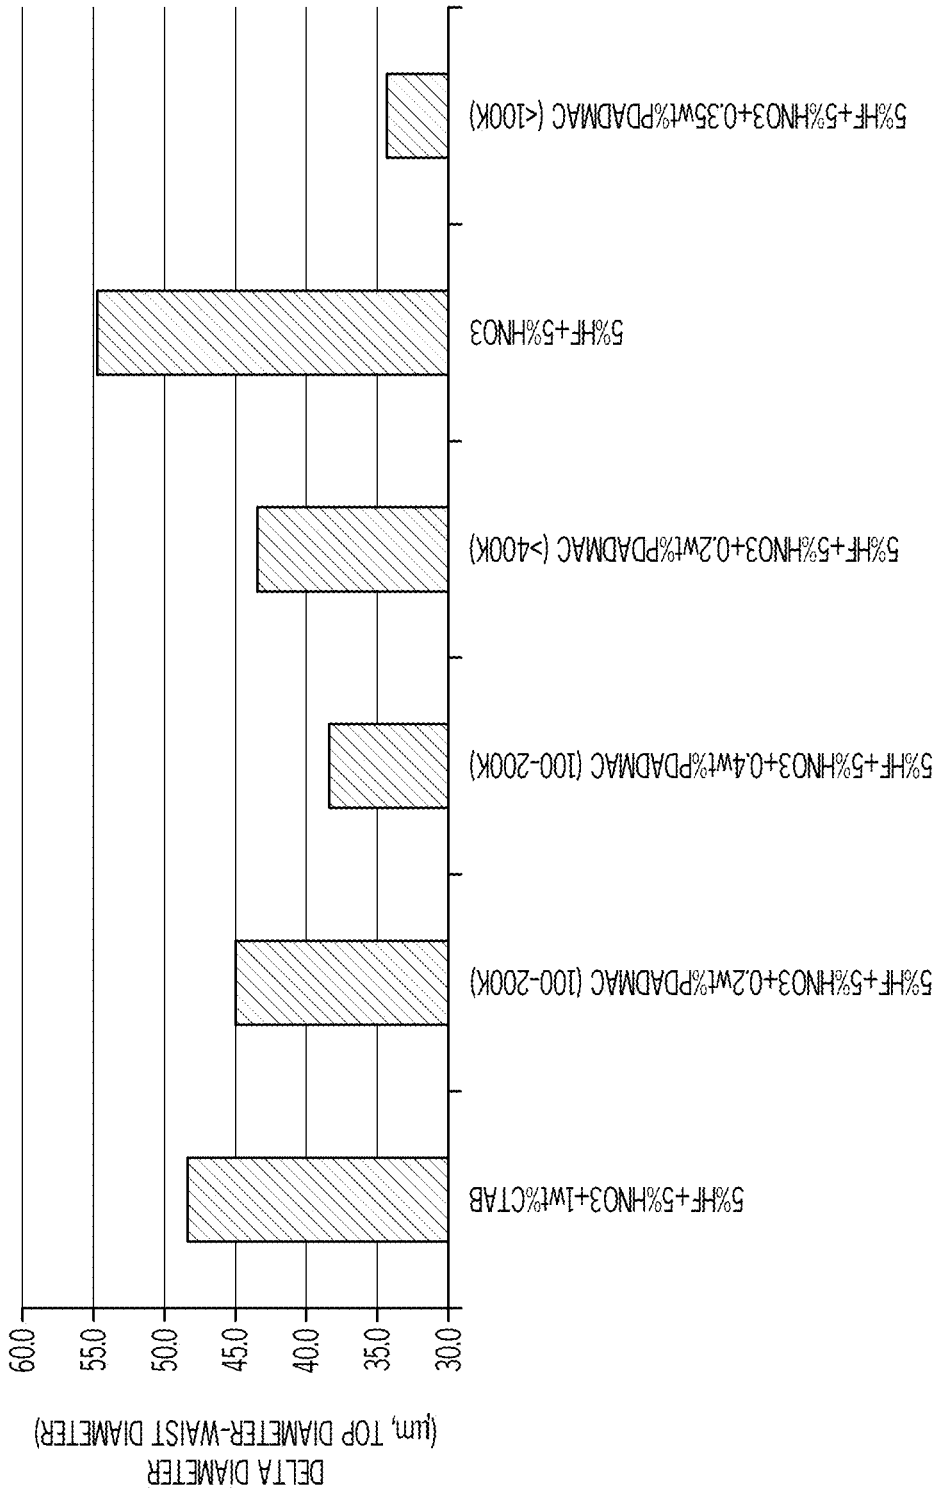 DELTA DIAMETER
(µm, TOP DIAMETER-WAIST DIAMETER)
60.0
55.0
50.0
45.0
40.0
35.0
30.0
5%HF+5%HNO3+1wt%CTAB
5%HF+5%HNO3+0.2wt%PDADMAC (100-200K)
5%HF+5%HNO3+0.4wt%PDADMAC (100-200K)
5%HF+5%HNO3+0.2wt%PDADMAC (>400K)
5%HF+5%HNO3
5%HF+5%HNO3+0.35wt%PDADMAC (<100K)